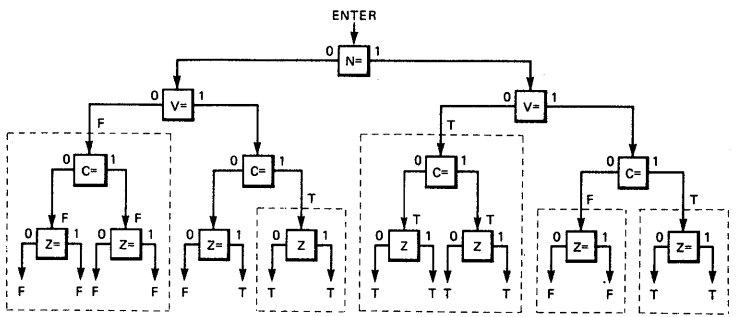 ENTER
0 N= 1
0 V= 1 0 V= 1
F T
0 C= 1 0 C= 1 0 C= 1 0 C= 1
F F T T T F T
0 Z= 1 0 Z= 1 0 Z= 1 0 Z 1 0 Z 1 0 Z 1 0 Z= 1 0 Z= 1
F F F F F T T T T T T T F F T T